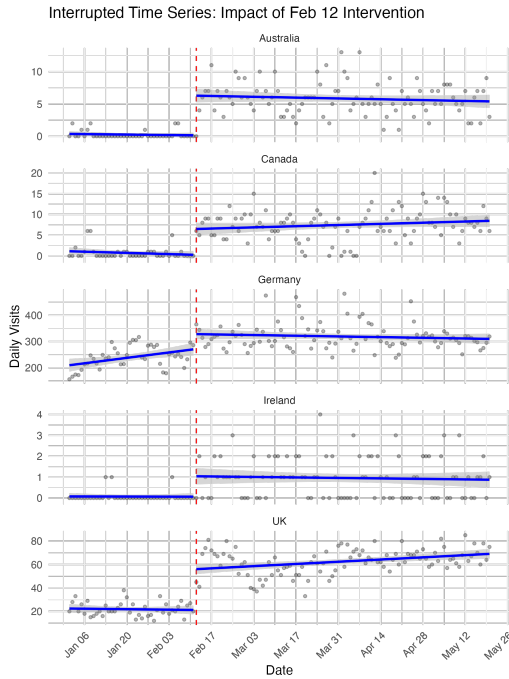 Interrupted Time Series: Impact of Feb 12 Intervention
Australia
10
5
0
Canada
20
15
10
5
0
Germany
400
300
200
Ireland
4
3
2
1
0
UK
80
60
40
20
Daily Visits
Jan 06
Jan 20
Feb 03
Feb 17
Mar 03
Mar 17
Mar 31
Apr 14
Apr 28
May 12
May 26
Date